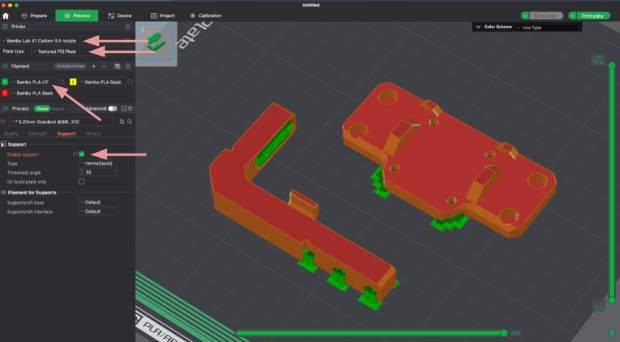 Untitled
Prepare
Preview
Device
Project
Calibration
Slice plate
Print plate
Printer
Bambu Lab X1 Carbon 0.4 nozzle
Plate type
Textured PEI Plate
Filament
Flushing volumes
1
Bambu PLA-CF
2
Bambu PLA Basic
3
Bambu PLA Basic
Process
Global
Objects
Advanced
* 0.20mm Standard @BBL X1C
Quality
Strength
Support
Others
Support
Enable support
Type
normal(auto)
Threshold angle
30
On build plate only
Filament for Supports
Support/raft base
Default
Support/raft interface
Default
Color Scheme
Line Type